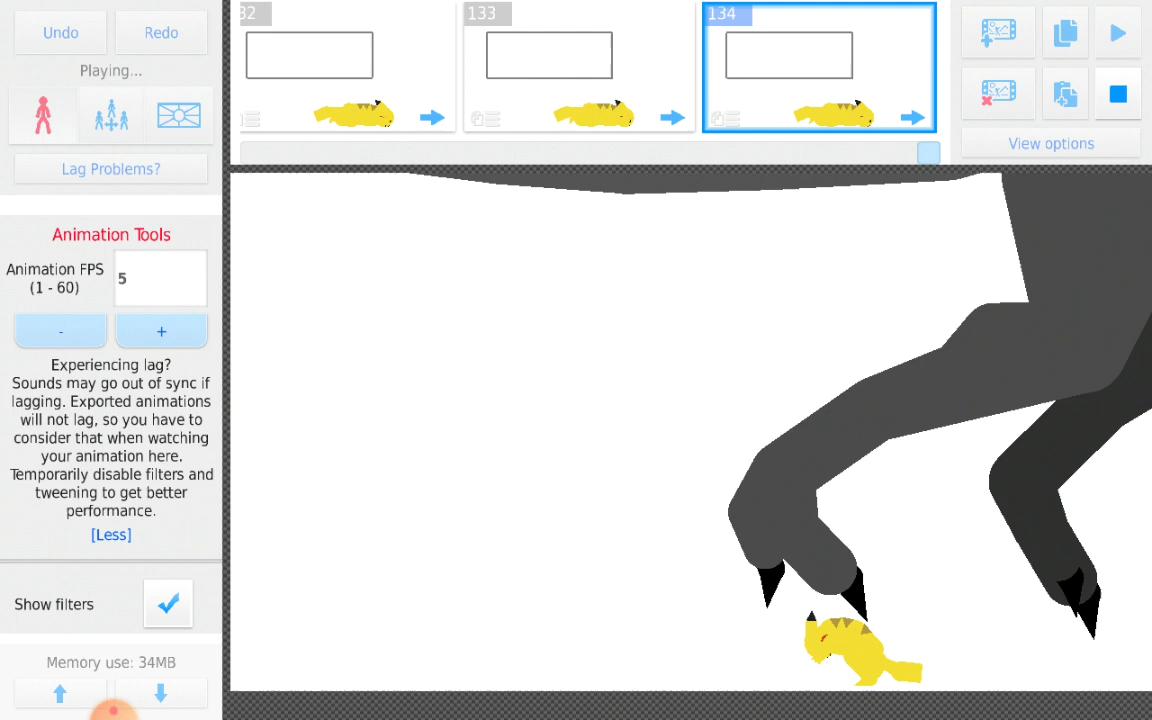 32
133
134
Undo
Redo
Playing...
Lag Problems?
View options
Animation Tools
Animation FPS
(1 - 60)
5
-
+
Experiencing lag?
Sounds may go out of sync if
lagging. Exported animations
will not lag, so you have to
consider that when watching
your animation here.
Temporarily disable filters and
tweening to get better
performance.
[Less]
Show filters
Memory use: 34MB